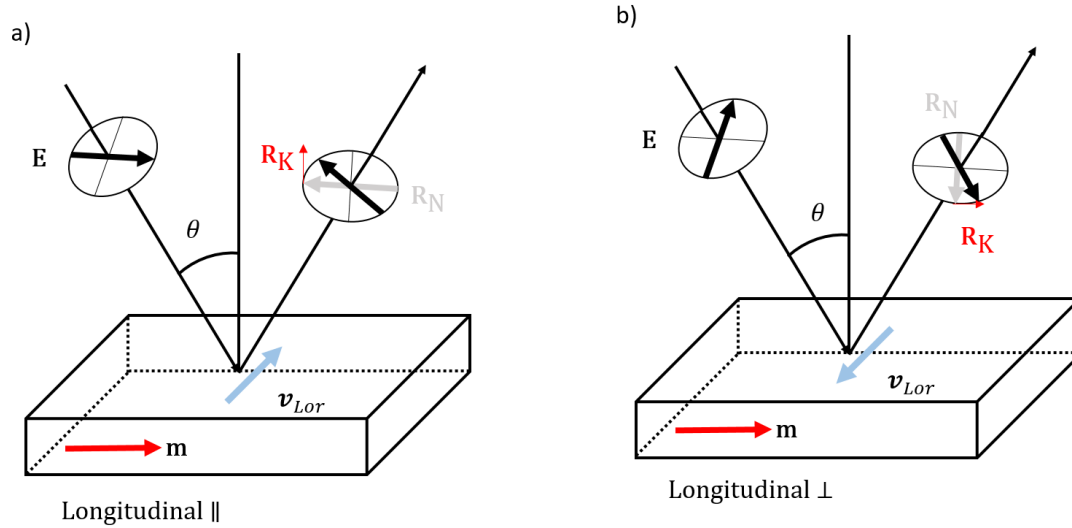 a)
E
θ
R_K
R_N
v_Lor
m
Longitudinal ∥
b)
E
θ
R_N
R_K
v_Lor
m
Longitudinal ⊥